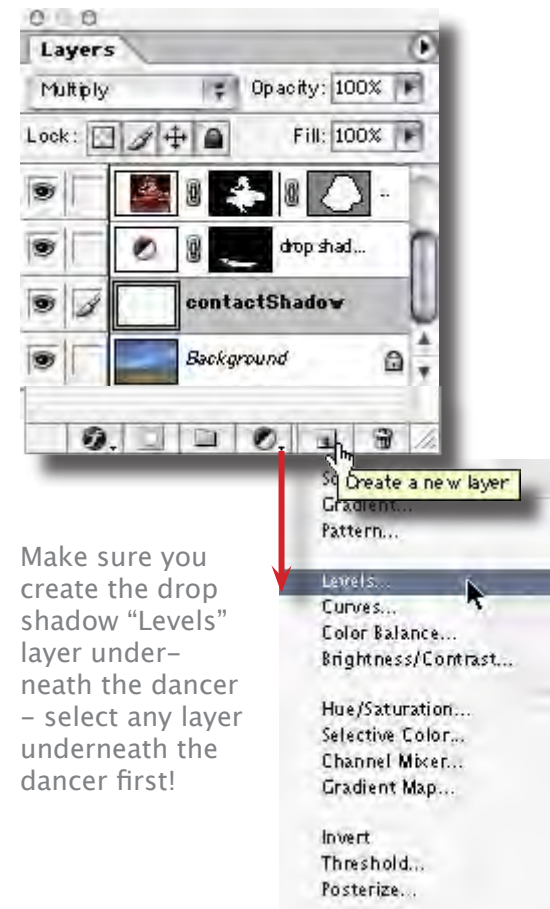 Layers
Multiply Opacity: 100%
Lock: Fill: 100%
..
drop shad...
contactShadow
Background
Create a new layer
Gradient...
Pattern...
Levels...
Curves...
Color Balance...
Brightness/Contrast...
Hue/Saturation...
Selective Color...
Channel Mixer...
Gradient Map...
Invert
Threshold...
Posterize...
Make sure you
create the drop
shadow “Levels”
layer under-
neath the dancer
– select any layer
underneath the
dancer first!